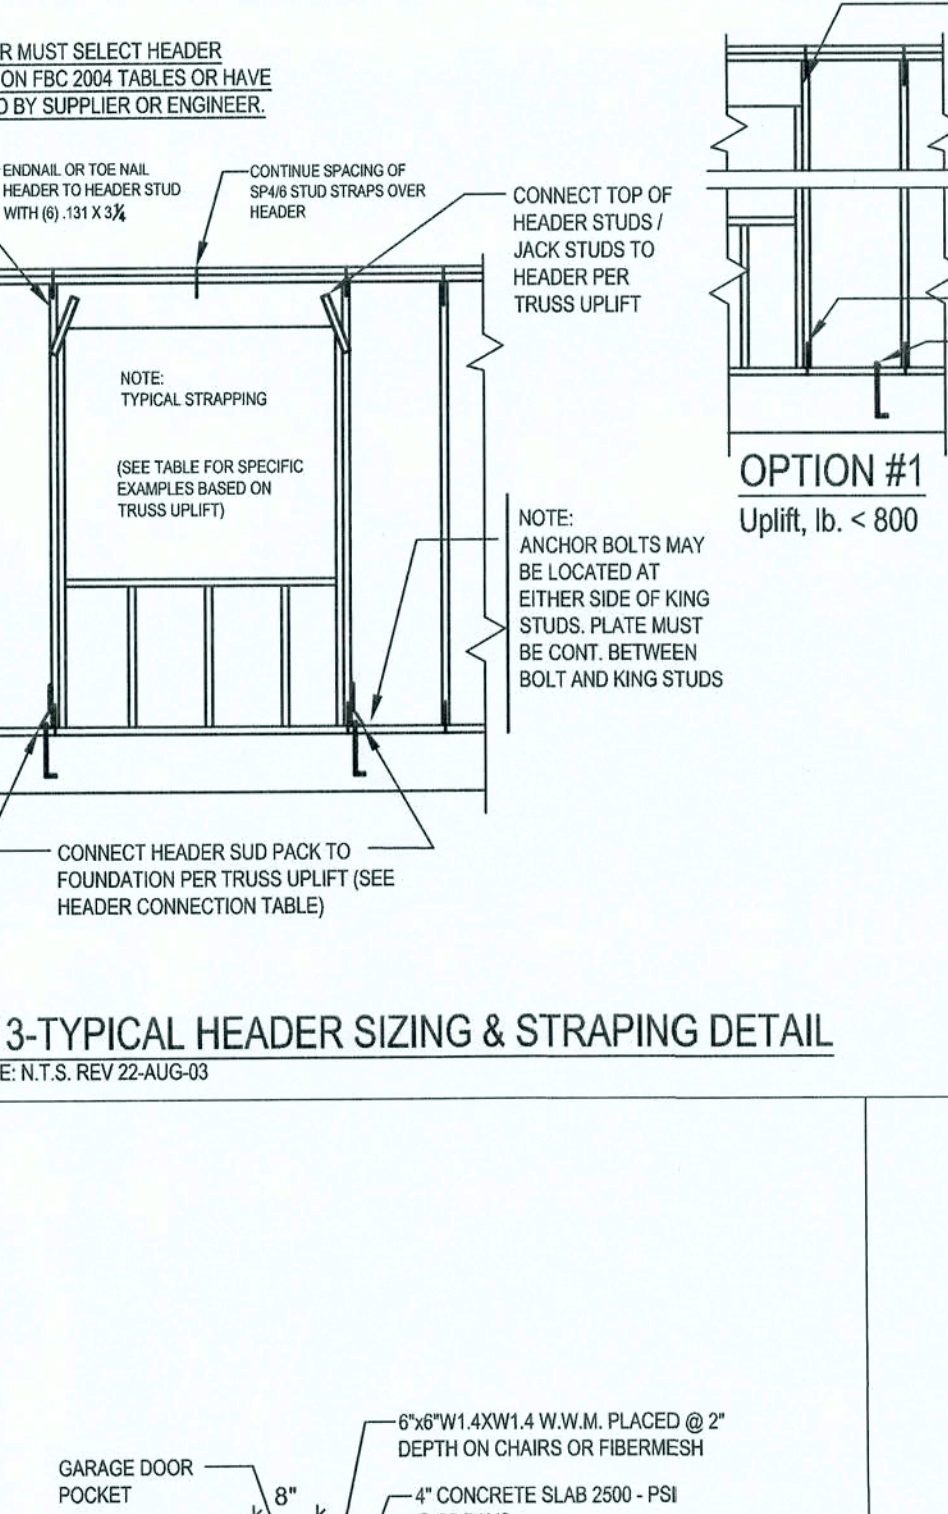 R MUST SELECT HEADER
ON FBC 2004 TABLES OR HAVE
D BY SUPPLIER OR ENGINEER.
ENDNAIL OR TOE NAIL
HEADER TO HEADER STUD
WITH (6) .131 X 3¼
CONTINUE SPACING OF
SP4/6 STUD STRAPS OVER
HEADER
CONNECT TOP OF
HEADER STUDS /
JACK STUDS TO
HEADER PER
TRUSS UPLIFT
NOTE:
TYPICAL STRAPPING
(SEE TABLE FOR SPECIFIC
EXAMPLES BASED ON
TRUSS UPLIFT)
OPTION #1
Uplift, lb. < 800
NOTE:
ANCHOR BOLTS MAY
BE LOCATED AT
EITHER SIDE OF KING
STUDS. PLATE MUST
BE CONT. BETWEEN
BOLT AND KING STUDS
CONNECT HEADER SUD PACK TO
FOUNDATION PER TRUSS UPLIFT (SEE
HEADER CONNECTION TABLE)
3-TYPICAL HEADER SIZING & STRAPING DETAIL
E: N.T.S. REV 22-AUG-03
6"x6"W1.4XW1.4 W.W.M. PLACED @ 2"
DEPTH ON CHAIRS OR FIBERMESH
GARAGE DOOR
POCKET
8"
4" CONCRETE SLAB 2500 - PSI